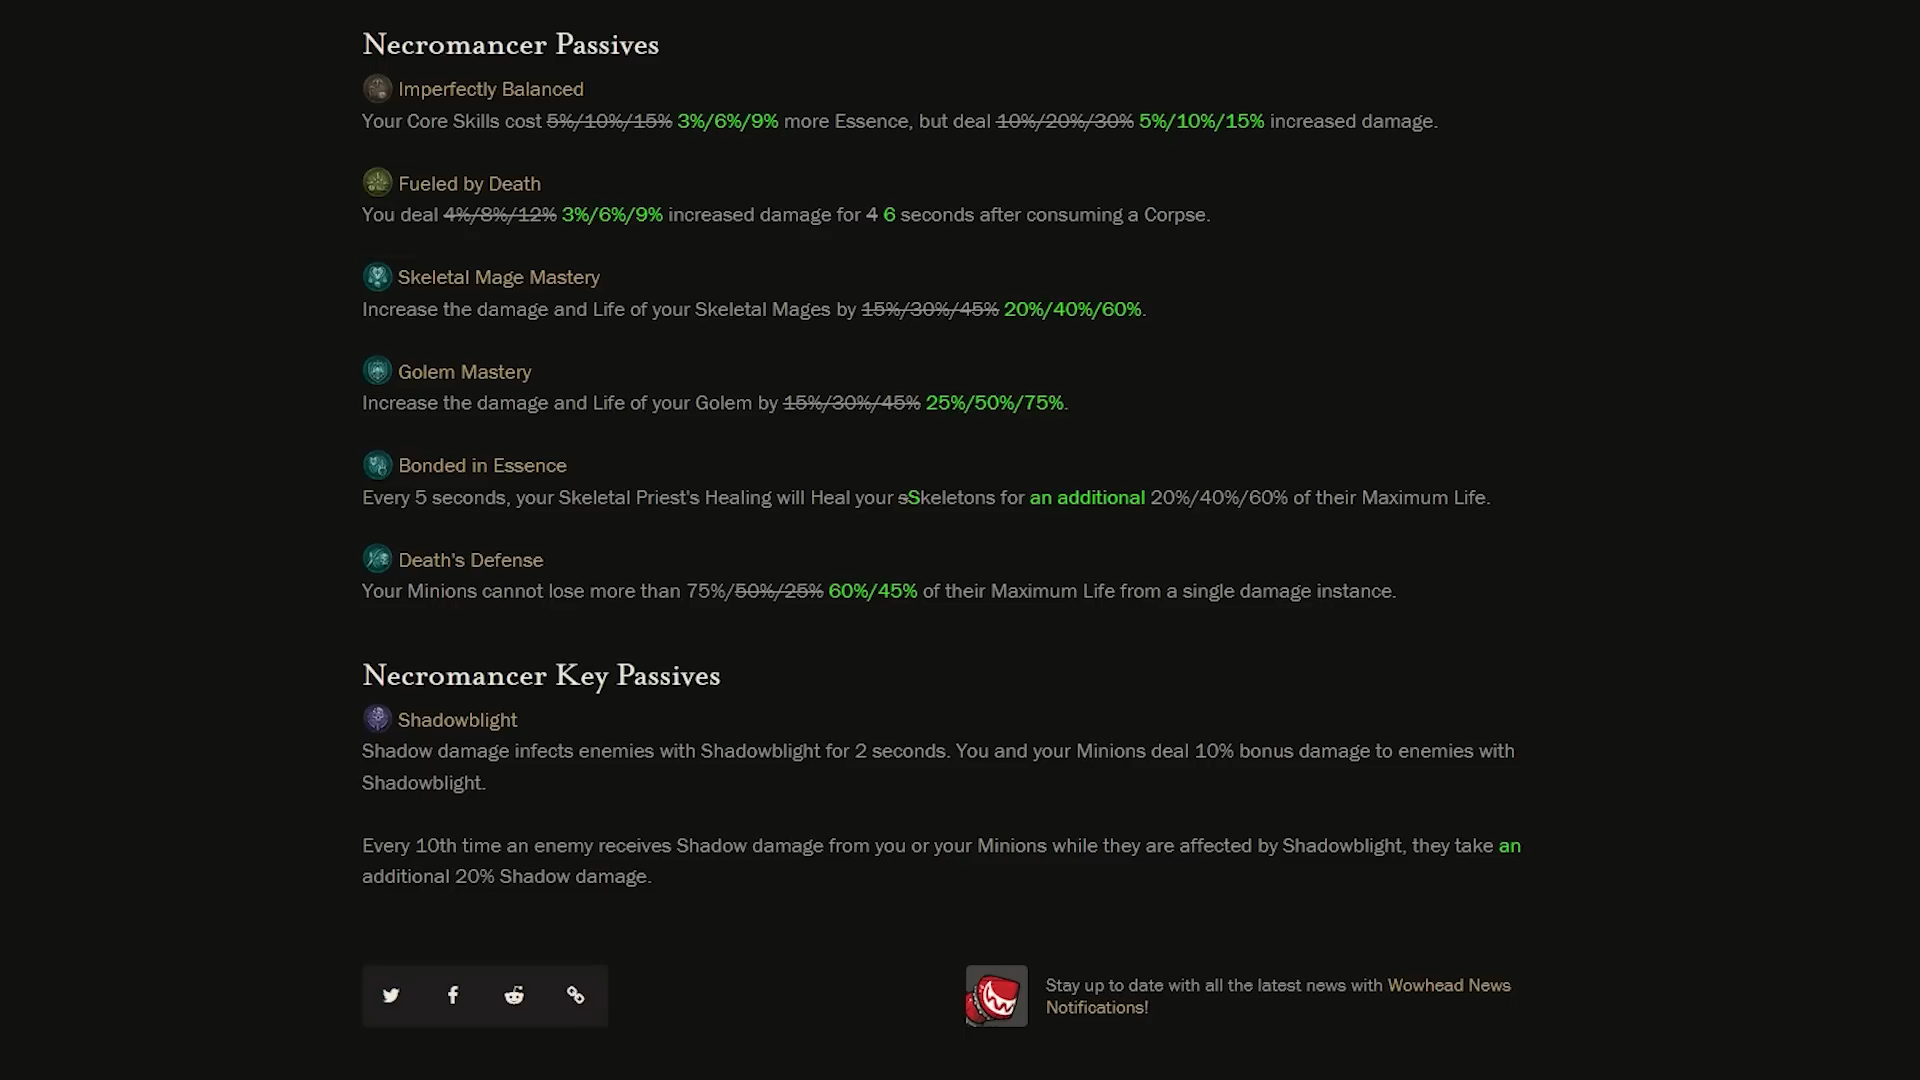 Necromancer Passives
Imperfectly Balanced
Your Core Skills cost 5%/10%/15% 3%/6%/9% more Essence, but deal 10%/20%/30% 5%/10%/15% increased damage.
Fueled by Death
You deal 4%/8%/12% 3%/6%/9% increased damage for 4 6 seconds after consuming a Corpse.
Skeletal Mage Mastery
Increase the damage and Life of your Skeletal Mages by 15%/30%/45% 20%/40%/60%.
Golem Mastery
Increase the damage and Life of your Golem by 15%/30%/45% 25%/50%/75%.
Bonded in Essence
Every 5 seconds, your Skeletal Priest's Healing will Heal your sSkeletons for an additional 20%/40%/60% of their Maximum Life.
Death's Defense
Your Minions cannot lose more than 75%/50%/25% 60%/45% of their Maximum Life from a single damage instance.
Necromancer Key Passives
Shadowblight
Shadow damage infects enemies with Shadowblight for 2 seconds. You and your Minions deal 10% bonus damage to enemies with
Shadowblight.
Every 10th time an enemy receives Shadow damage from you or your Minions while they are affected by Shadowblight, they take an
additional 20% Shadow damage.
Stay up to date with all the latest news with Wowhead News
Notifications!